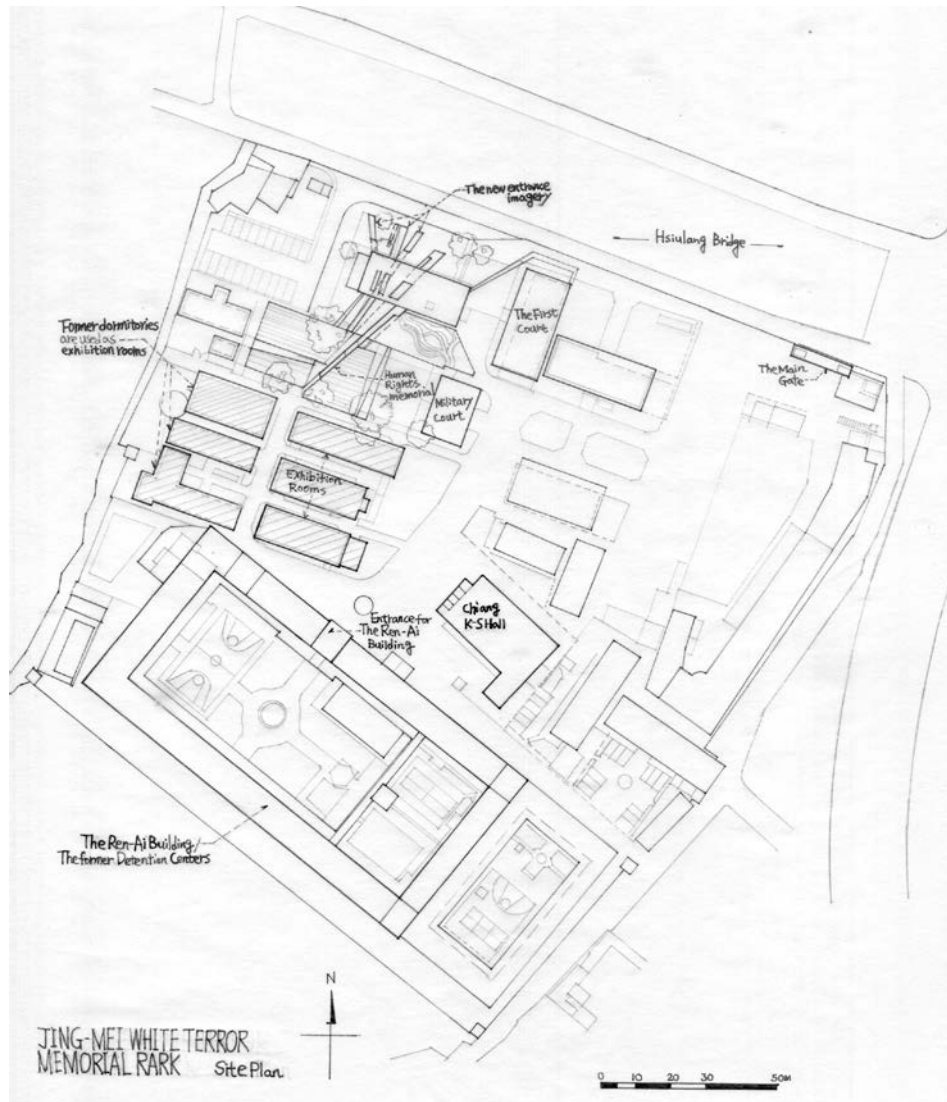 The new entrance
imagery
Hsiulang Bridge
The First
Court
Former dormitories
are used as
exhibition rooms
The Main
Gate
Human
Rights
memorial
Military
Court
Exhibition
Rooms
Chiang
K-S Hall
Entrance for
The Ren-Ai
Building
The Ren-Ai Building/
The former Detention Centers
N
JING-MEI WHITE TERROR
MEMORIAL RARK Site Plan
0 10 20 30 50M